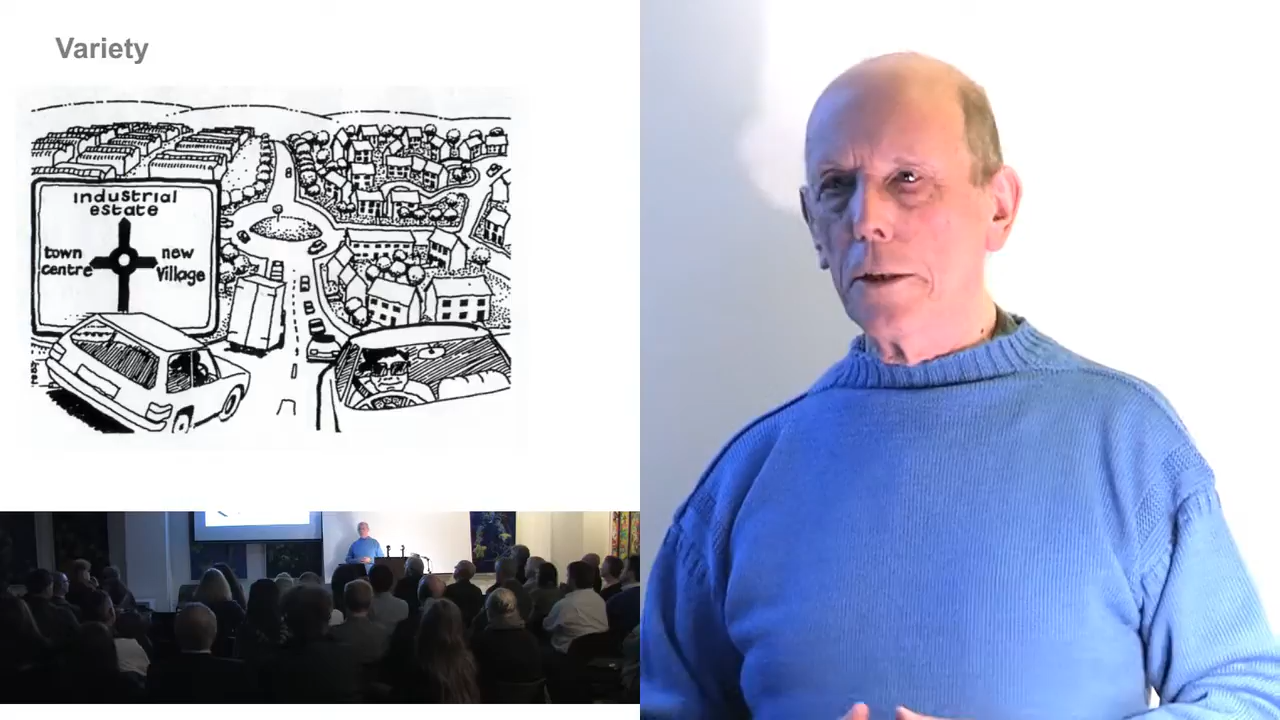 Variety
industrial
estate
town
centre
new
Village